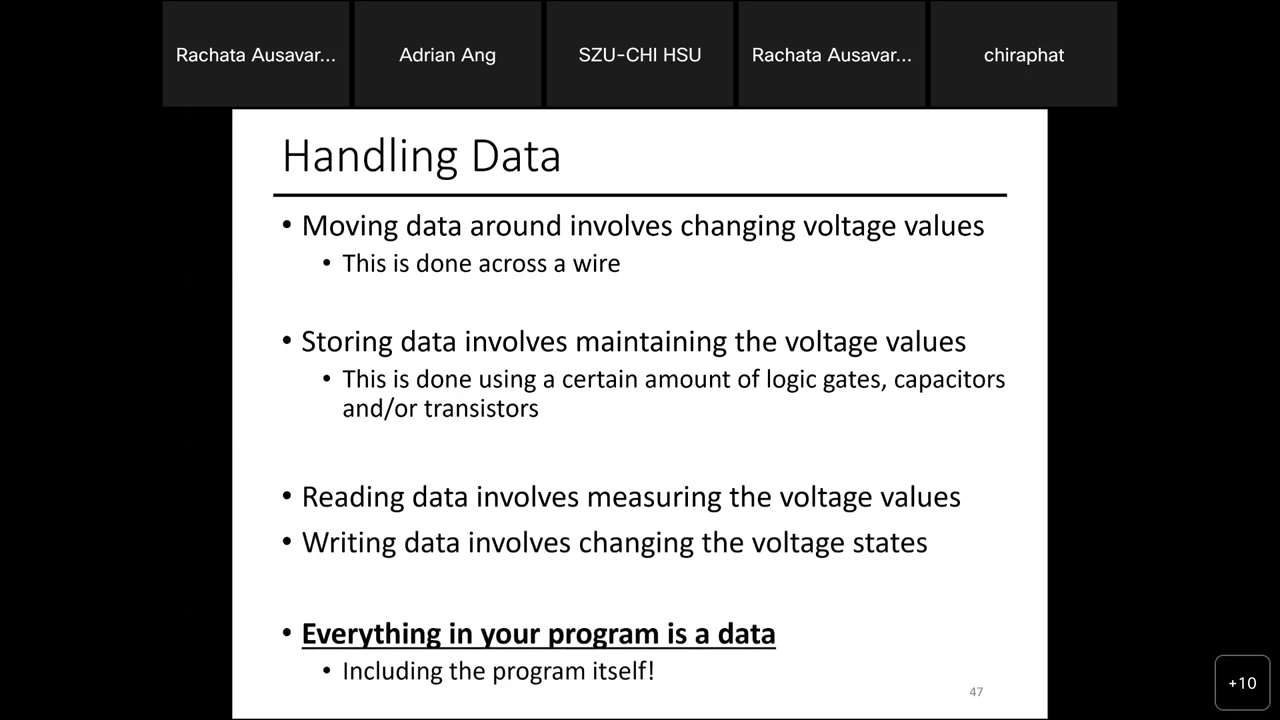 Rachata Ausavar...
Adrian Ang
SZU-CHI HSU
Rachata Ausavar...
chiraphat
Handling Data
• Moving data around involves changing voltage values
• This is done across a wire
• Storing data involves maintaining the voltage values
• This is done using a certain amount of logic gates, capacitors
and/or transistors
• Reading data involves measuring the voltage values
• Writing data involves changing the voltage states
• Everything in your program is a data
• Including the program itself!
47
+10